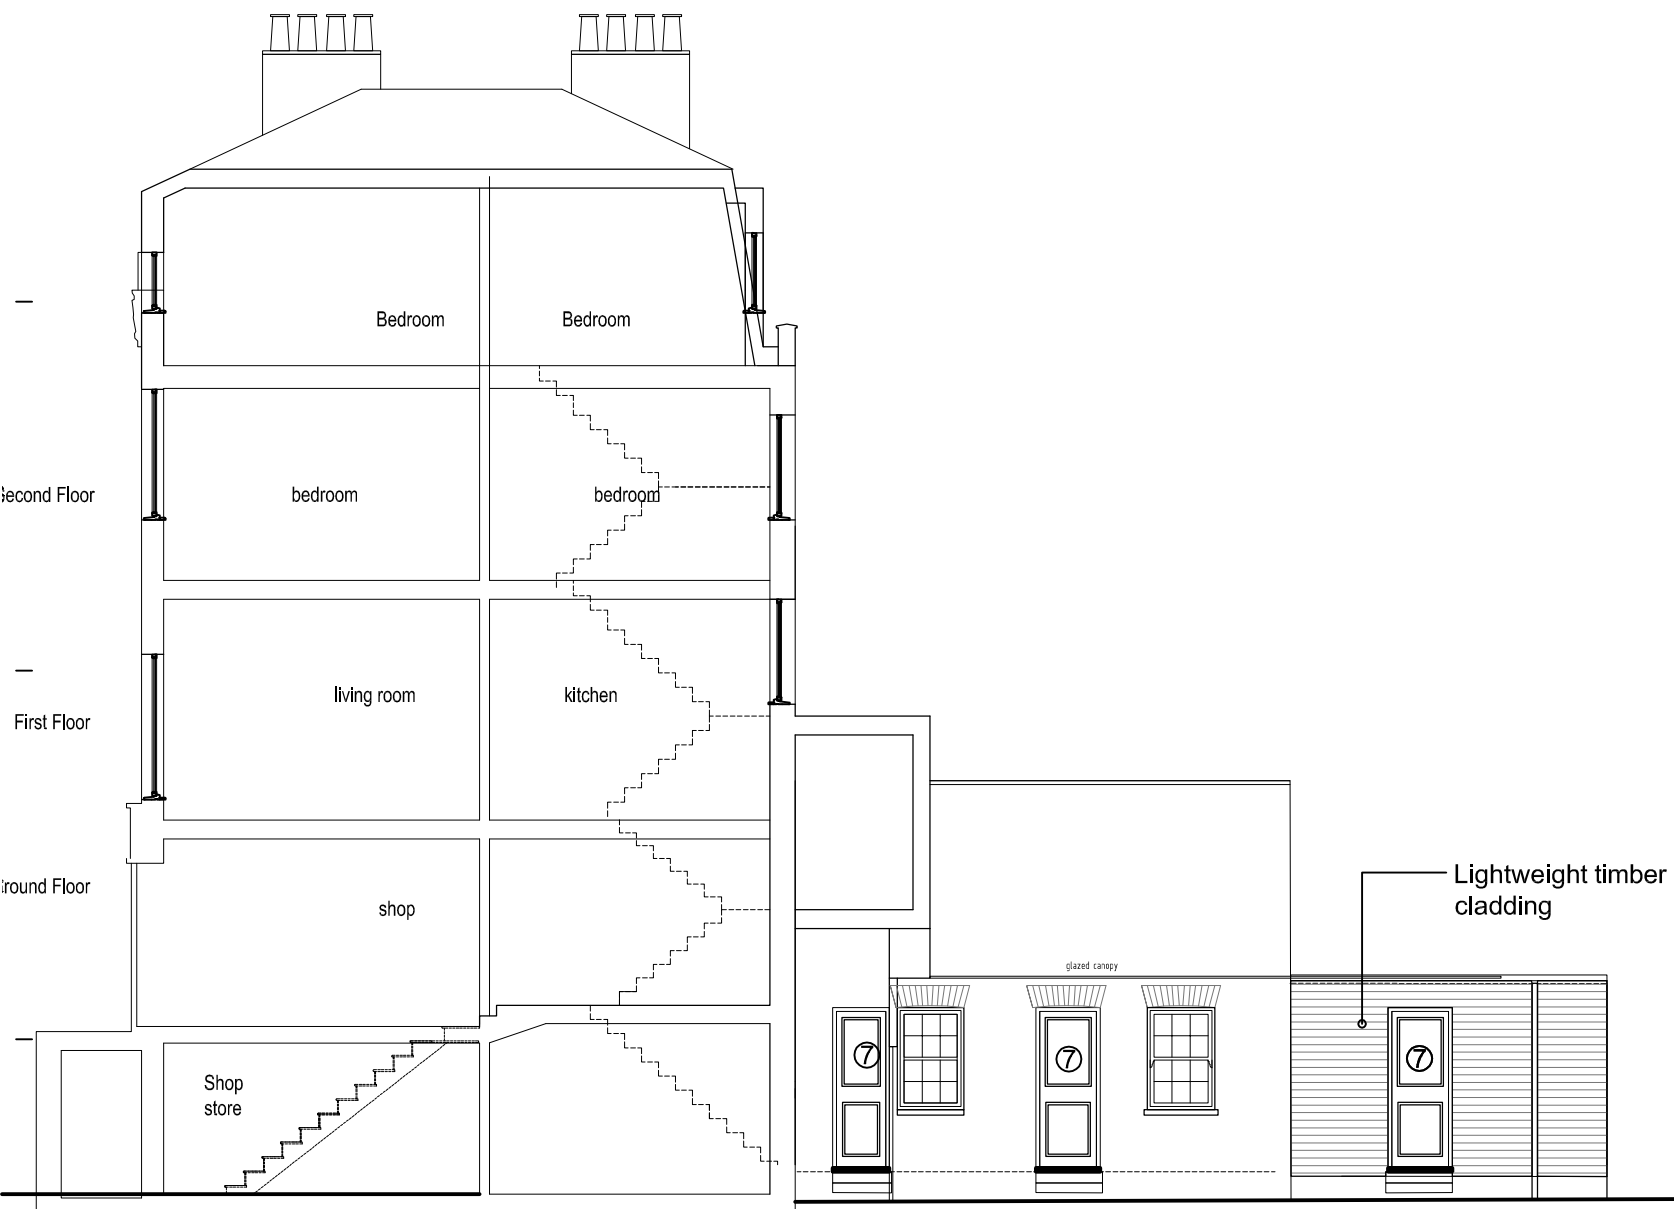 Bedroom Bedroom
Second Floor bedroom bedroom
living room kitchen
First Floor
Ground Floor shop
Lightweight timber
cladding
glazed canopy
7 7 7
Shop
store